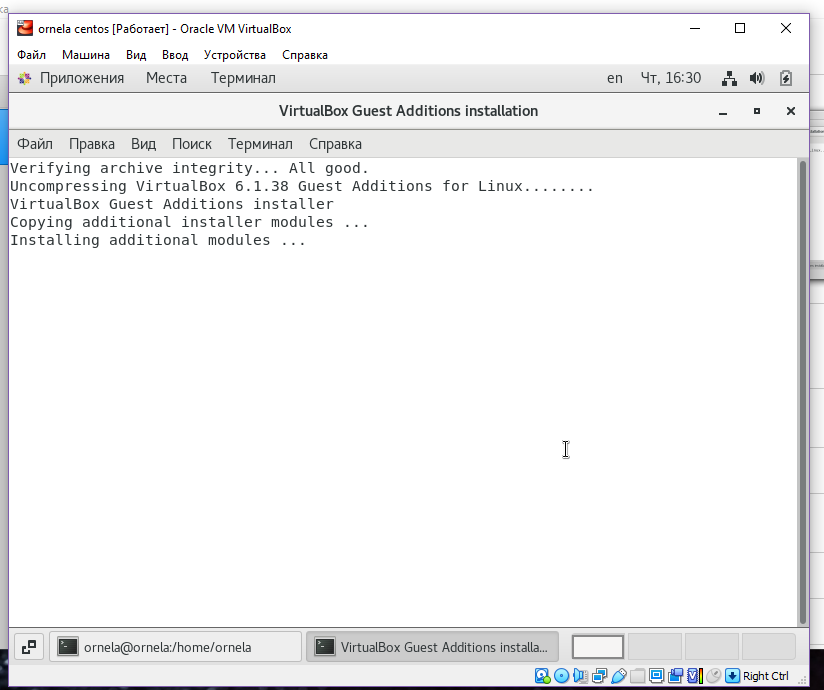 ornela centos [Работает] - Oracle VM VirtualBox
Файл Машина Вид Ввод Устройства Справка
Приложения Места Терминал en Чт, 16:30
VirtualBox Guest Additions installation
Файл Правка Вид Поиск Терминал Справка
Verifying archive integrity... All good.
Uncompressing VirtualBox 6.1.38 Guest Additions for Linux........
VirtualBox Guest Additions installer
Copying additional installer modules ...
Installing additional modules ...
ornela@ornela:/home/ornela VirtualBox Guest Additions installa...
Right Ctrl